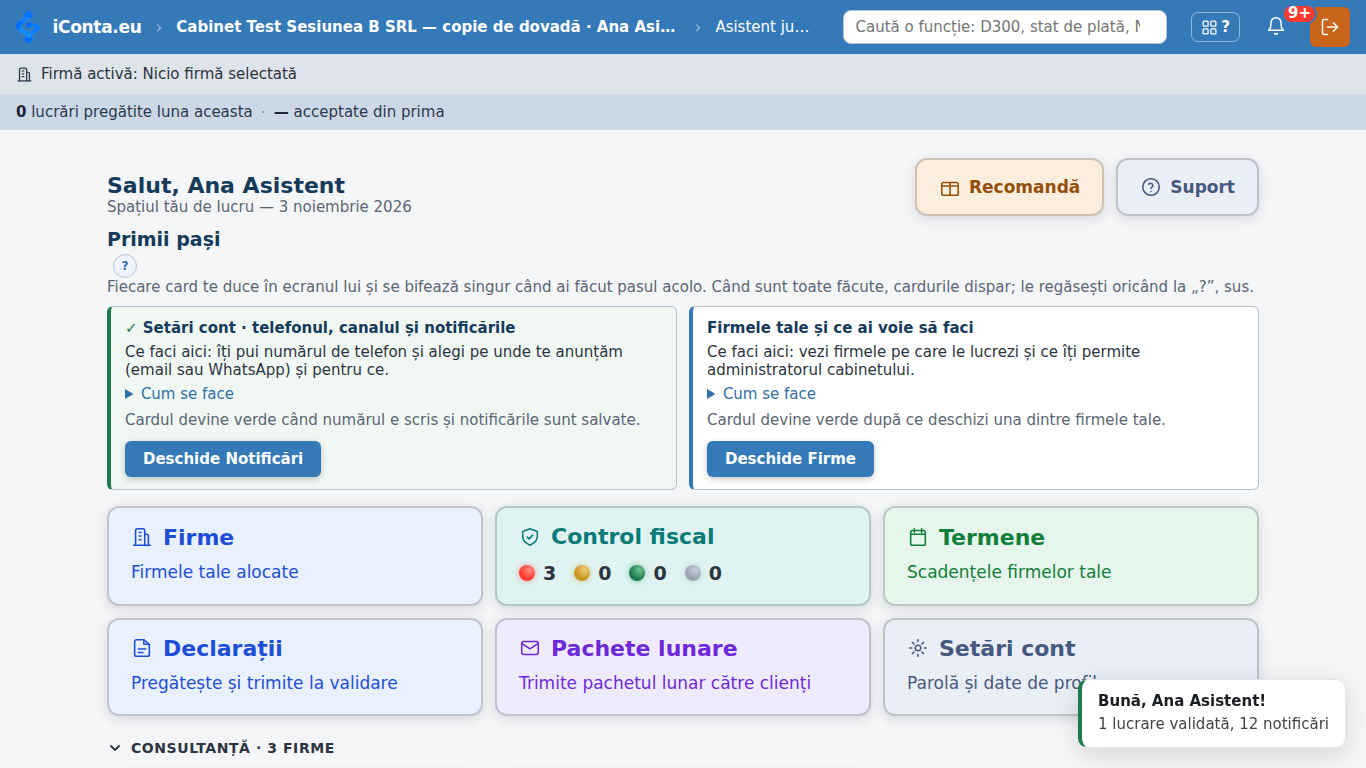 iConta.eu › Cabinet Test Sesiunea B SRL — copie de dovadă · Ana Asi… › Asistent ju… Caută o funcție: D300, stat de plată, ? 9+
Firmă activă: Nicio firmă selectată
0 lucrări pregătite luna aceasta · — acceptate din prima
Salut, Ana Asistent
Spațiul tău de lucru — 3 noiembrie 2026
Recomandă
Suport
Primii pași
?
Fiecare card te duce în ecranul lui și se bifează singur când ai făcut pasul acolo. Când sunt toate făcute, cardurile dispar; le regăsești oricând la „?”, sus.
✓ Setări cont · telefonul, canalul și notificările
Ce faci aici: îți pui numărul de telefon și alegi pe unde te anunțăm
(email sau WhatsApp) și pentru ce.
Cum se face
Cardul devine verde când numărul e scris și notificările sunt salvate.
Deschide Notificări
Firmele tale și ce ai voie să faci
Ce faci aici: vezi firmele pe care le lucrezi și ce îți permite
administratorul cabinetului.
Cum se face
Cardul devine verde după ce deschizi una dintre firmele tale.
Deschide Firme
Firme
Firmele tale alocate
Control fiscal
3 0 0 0
Termene
Scadențele firmelor tale
Declarații
Pregătește și trimite la validare
Pachete lunare
Trimite pachetul lunar către clienți
Setări cont
Parolă și date de
Bună, Ana Asistent!
1 lucrare validată, 12 notificări
CONSULTANȚĂ · 3 FIRME